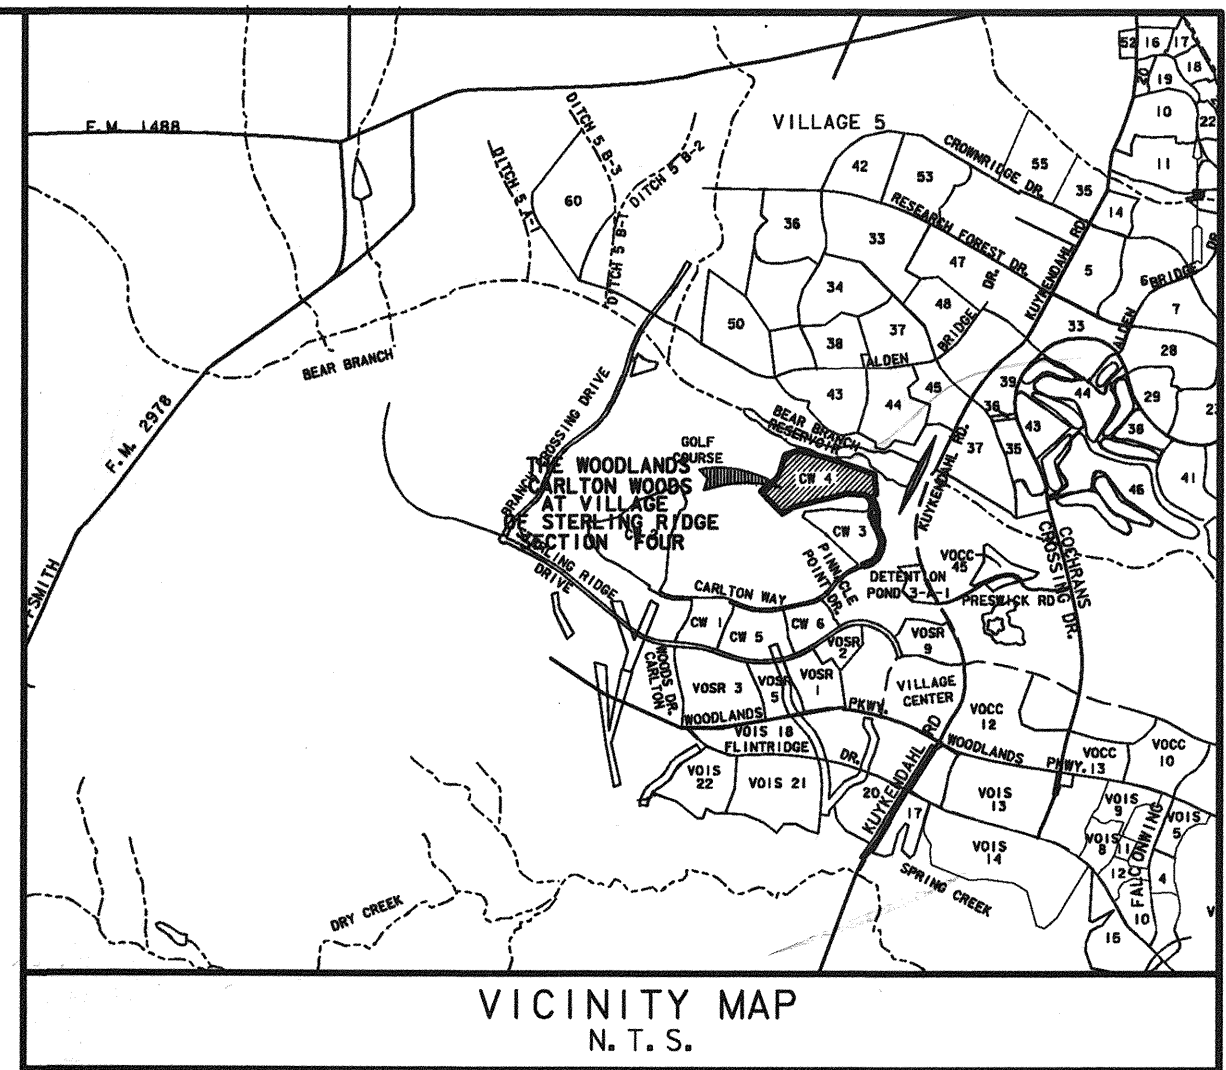 F.M. 1488
VILLAGE 5
DITCH 5 B-3
DITCH 5 B-2
DITCH 5 A-1
DITCH 5 B-1
60
52
16
17
18
20
19
10
22
11
CROWNRIDGE DR.
55
42
53
35
14
RESEARCH FOREST DR.
36
33
47
DR.
KUYKENDAHL RD.
5
6
BRIDGE
DR.
7
34
48
BRIDGE
33
ALDEN
50
38
37
ALDEN
28
BEAR BRANCH
43
44
45
39
36
44
29
F.M. 2978
BRANCH CROSSING DRIVE
BEAR BRANCH
RESERVOIR
GOLF
COURSE
37
35
43
38
41
46
KUYKENDAHL RD.
THE WOODLANDS
CARLTON WOODS
AT VILLAGE
OF STERLING RIDGE
SECTION FOUR
CW 4
CW 3
CW 2
STERLING RIDGE
DRIVE
PINNACLE
POINT DR.
VOCC
45
DETENTION
POND 3-A-1
PRESWICK RD
COCHRANS
CROSSING DR.
CARLTON WAY
CW 1
CW 5
CW 6
VOSR
2
VOSR
9
WOODS DR.
CARLTON
VOSR 3
VOSR
5
VOSR
1
VILLAGE
CENTER
WOODLANDS
PKWY.
VOCC
12
VOIS 18
FLINTRIDGE
DR.
KUYKENDAHL RD
WOODLANDS
PKWY.
VOCC
13
VOCC
10
VOIS
22
VOIS 21
20
17
VOIS
13
VOIS
9
VOIS
5
VOIS
8
11
VOIS
14
12
4
FALCONWING
10
15
SPRING CREEK
DRY CREEK
VICINITY MAP
N.T.S.